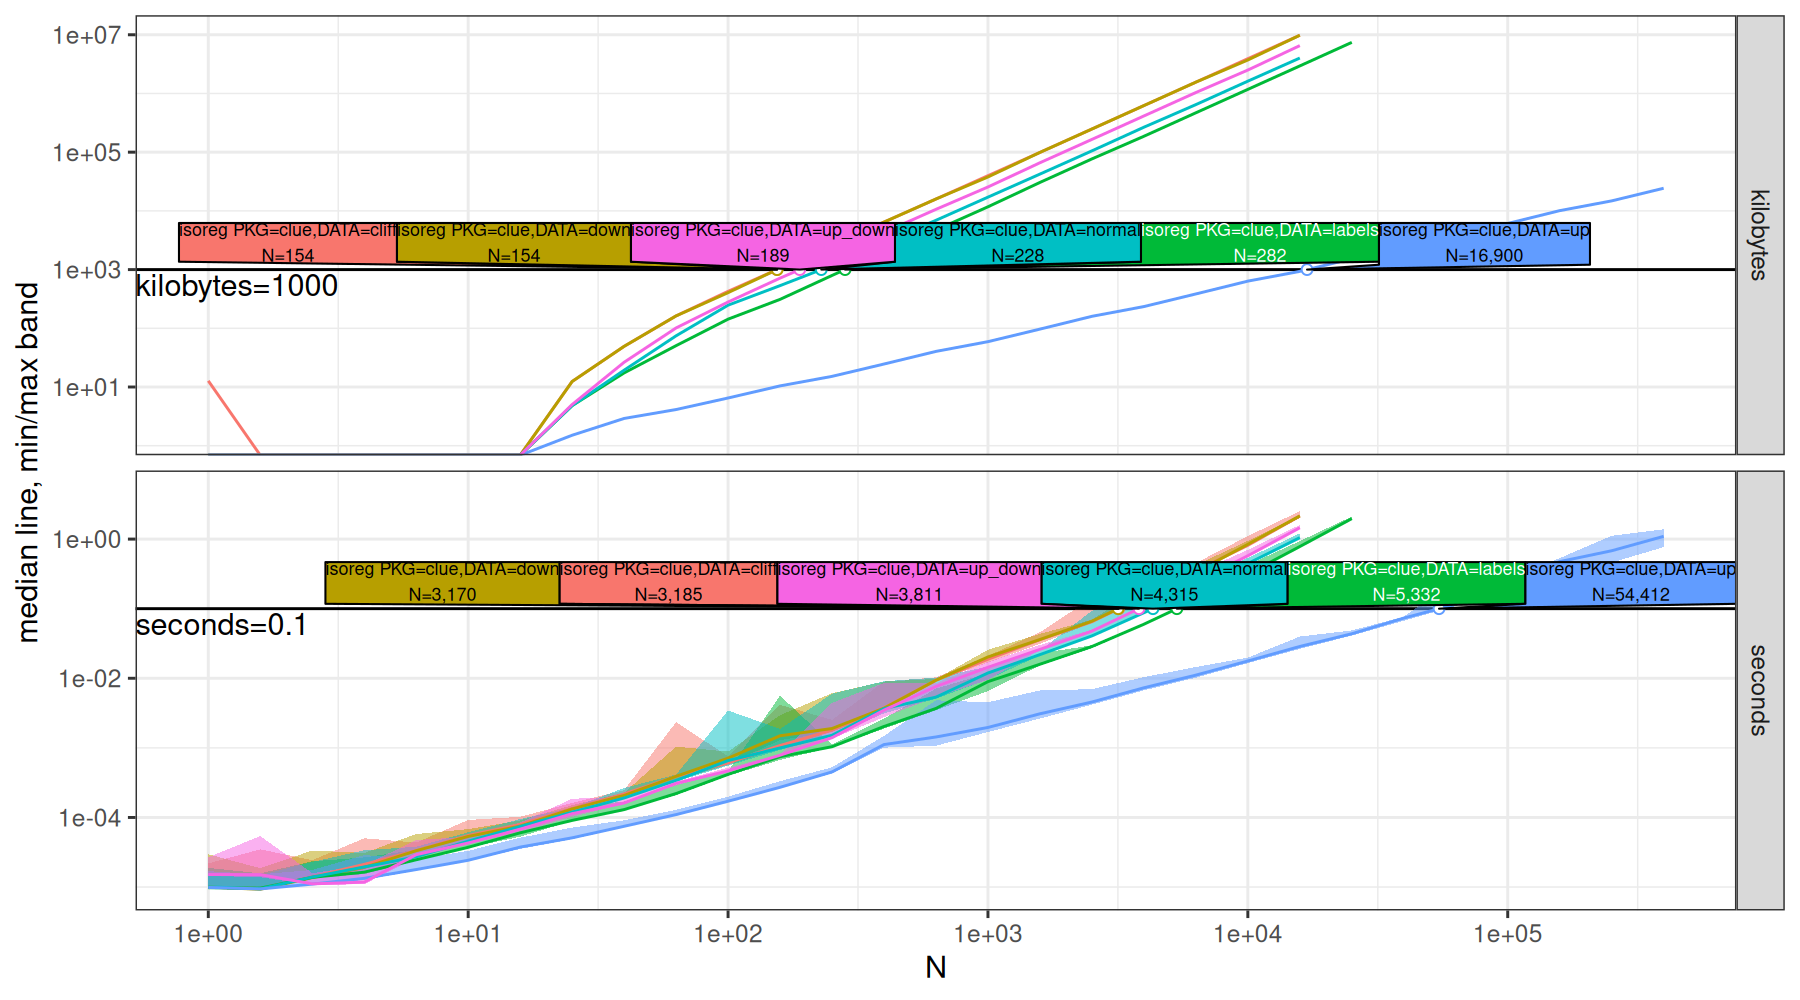 median line, min/max band
1e+07
1e+05
1e+03
1e+01
isoreg PKG=clue,DATA=cliff
N=154
isoreg PKG=clue,DATA=down
N=154
isoreg PKG=clue,DATA=up_down
N=189
isoreg PKG=clue,DATA=normal
N=228
isoreg PKG=clue,DATA=labels
N=282
isoreg PKG=clue,DATA=up
N=16,900
kilobytes=1000
kilobytes
1e+00
1e-02
1e-04
isoreg PKG=clue,DATA=down
N=3,170
isoreg PKG=clue,DATA=cliff
N=3,185
isoreg PKG=clue,DATA=up_down
N=3,811
isoreg PKG=clue,DATA=normal
N=4,315
isoreg PKG=clue,DATA=labels
N=5,332
isoreg PKG=clue,DATA=up
N=54,412
seconds=0.1
seconds
1e+00
1e+01
1e+02
1e+03
1e+04
1e+05
N